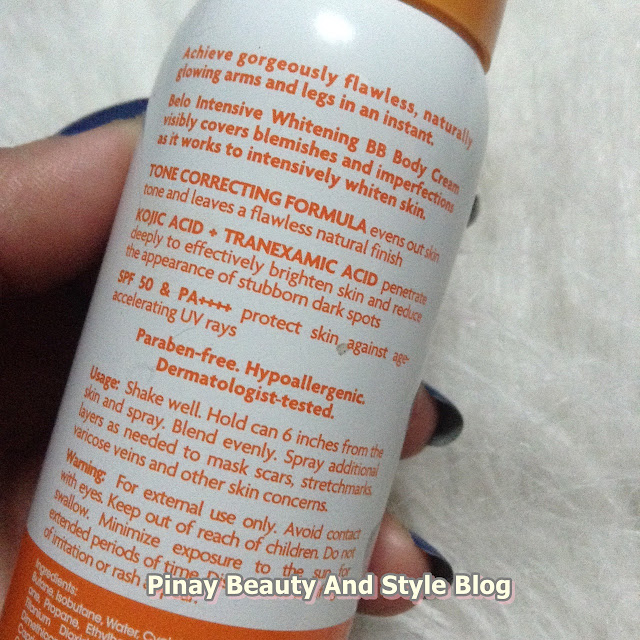 Achieve gorgeously flawless, naturally
glowing arms and legs in an instant.
Belo Intensive Whitening BB Body Cream
visibly covers blemishes and imperfections
as it works to intensively whiten skin.
TONE CORRECTING FORMULA evens out skin
tone and leaves a flawless natural finish
KOJIC ACID + TRANEXAMIC ACID penetrate
deeply to effectively brighten skin and reduce
the appearance of stubborn dark spots
SPF 50 & PA++++ protect skin against age-
accelerating UV rays
Paraben-free. Hypoallergenic.
Dermatologist-tested.
Usage: Shake well. Hold can 6 inches from the
skin and spray. Blend evenly. Spray additional
layers as needed to mask scars, stretchmarks,
varicose veins and other skin concerns.
Warning: For external use only. Avoid contact
with eyes. Keep out of reach of children. Do not
swallow. Minimize exposure to the sun for
extended periods of time.
of irritation or rash
Ingredients:
Butane, Isobutane, Water,
Propane,
Pinay Beauty And Style Blog